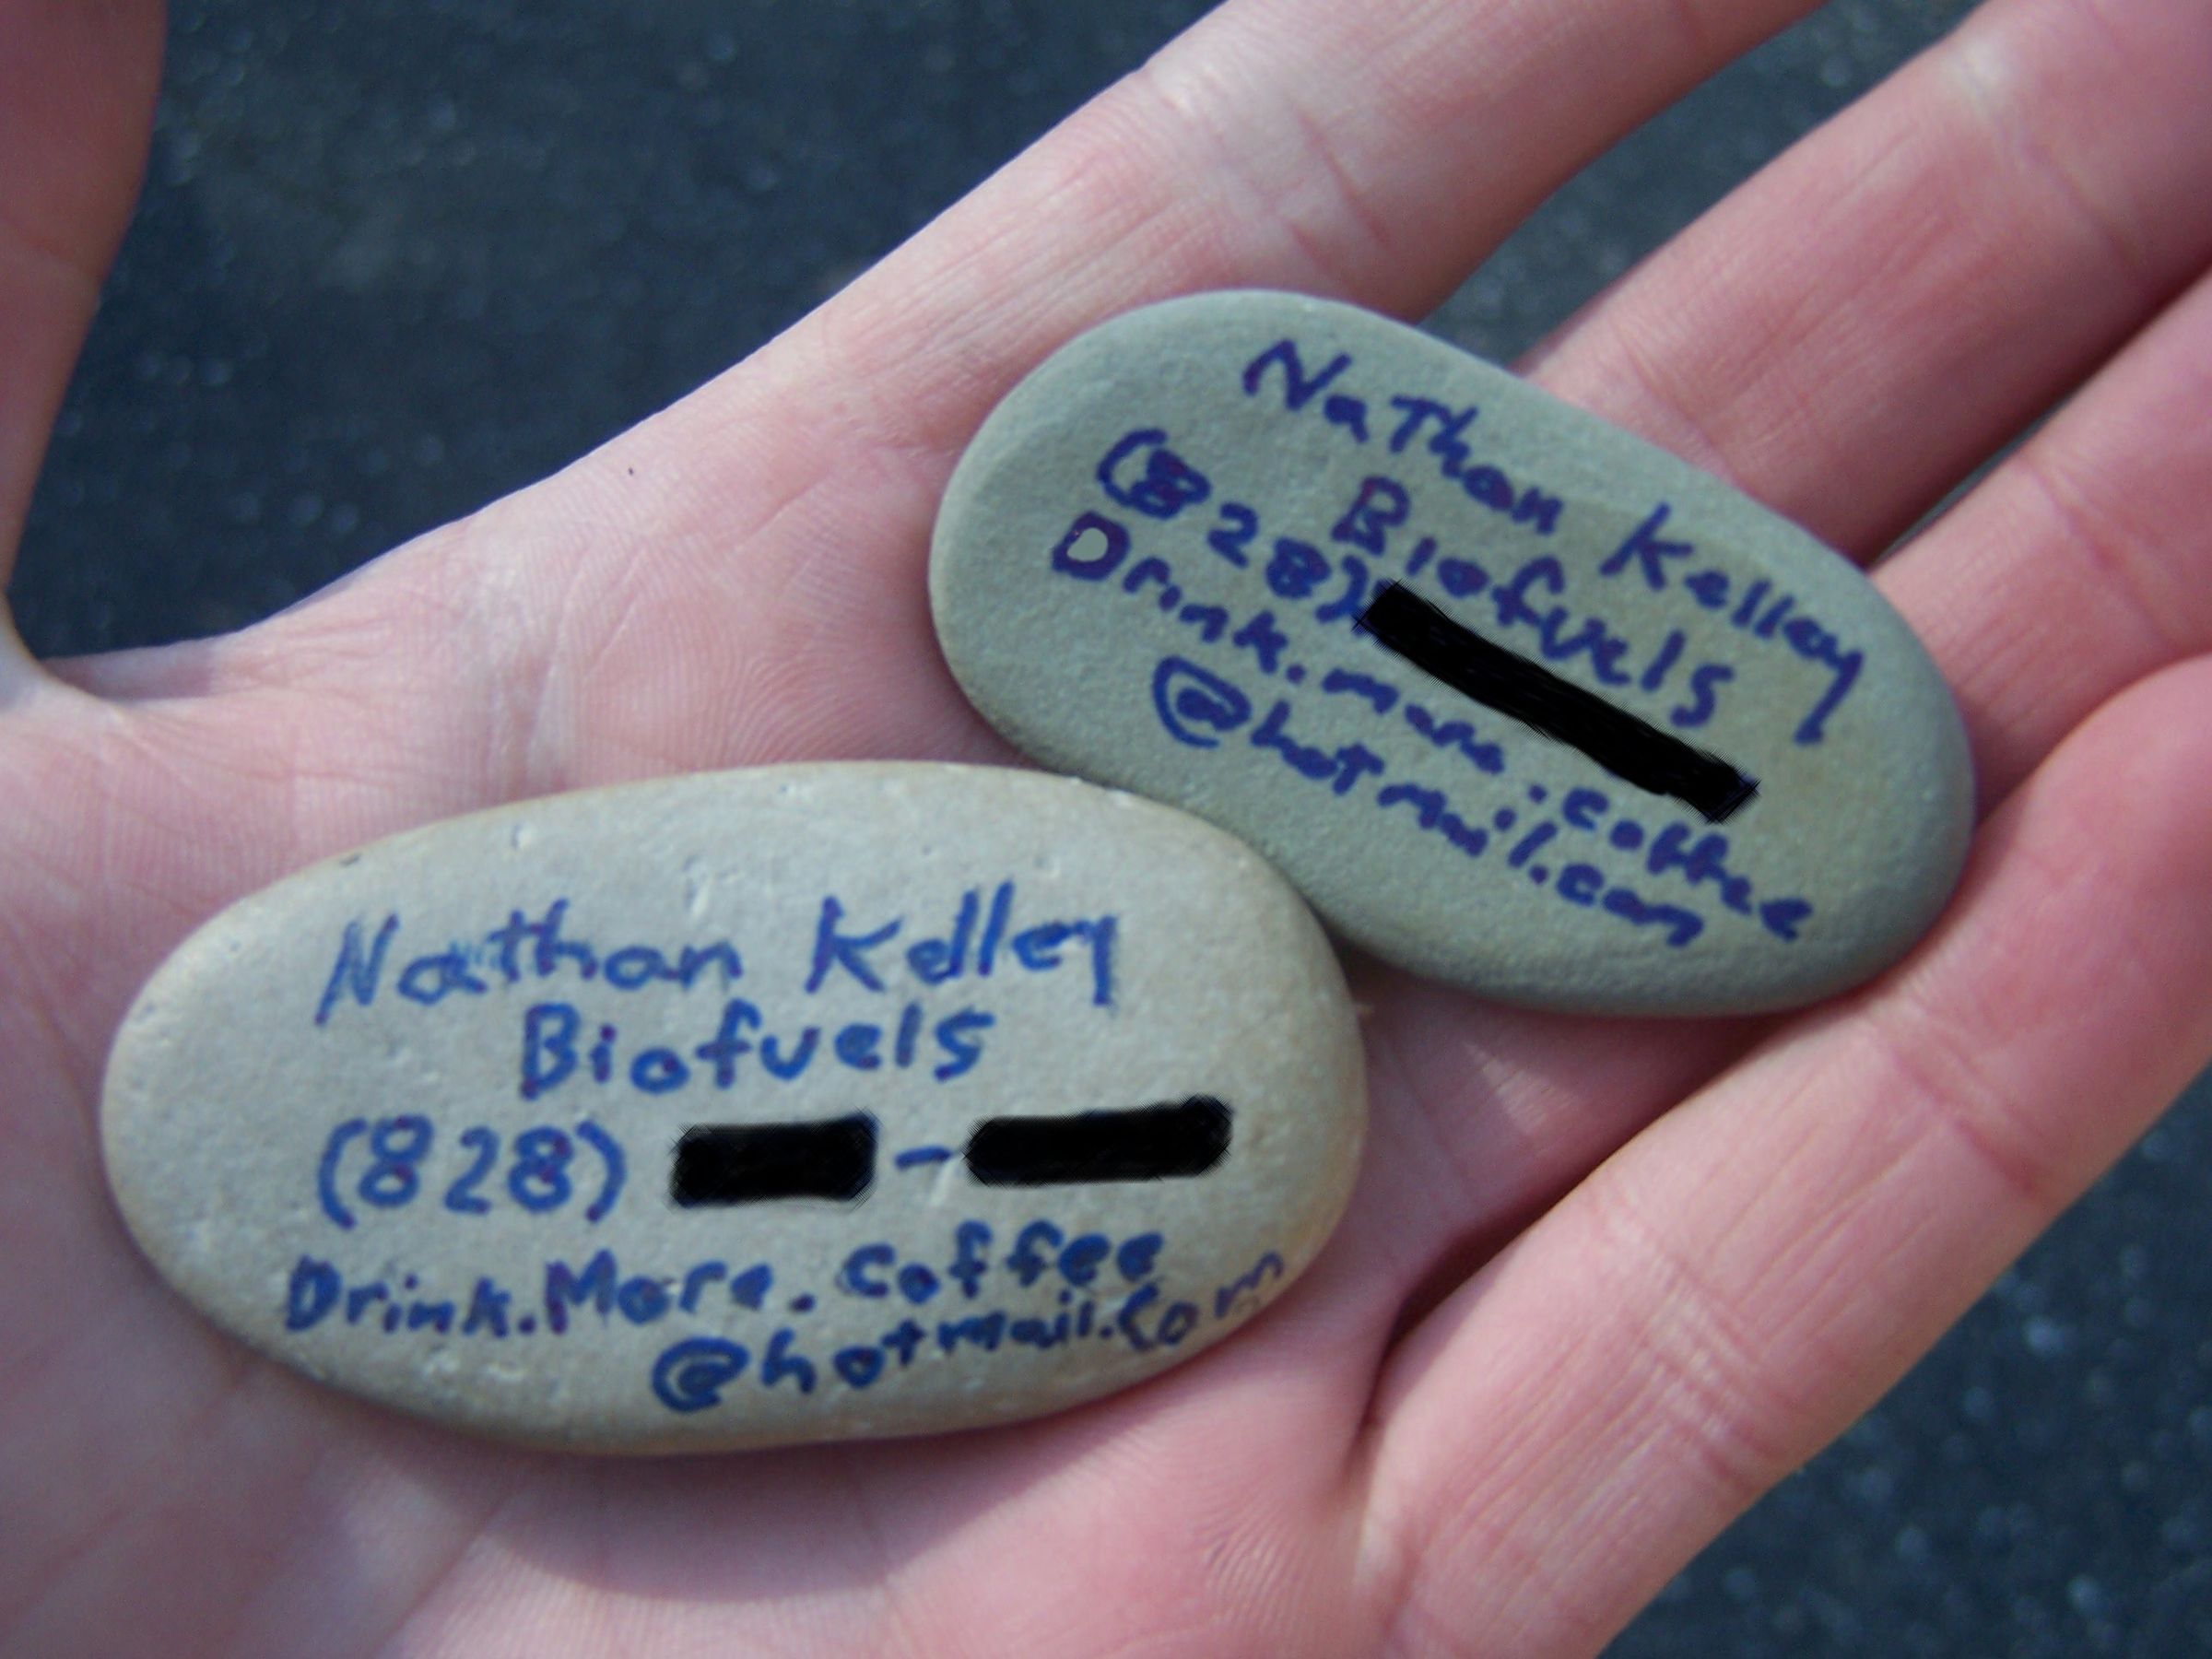 Nathan Kelley
Biofuels
(828)
Drink.more.coffee
@hotmail.com
Nathan Kelley
Biofuels
(828) -
Drink.More.Coffee
@hotmail.Com